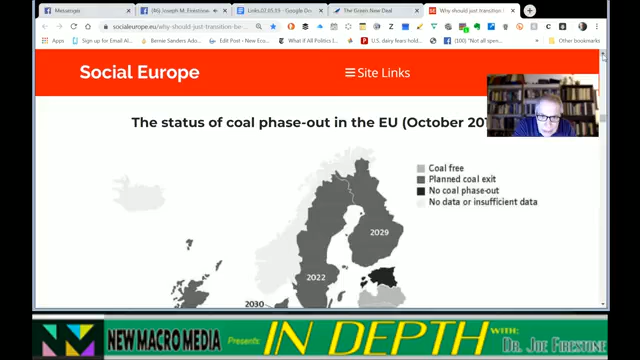 Metuarogis
(4G) Joseph M. Firestone
Links.02.05.19 - Google Do
The Green New Deal
Why should just transition
socialeurope.eu/why-should-just-transition-be-
Sign up for Email Al
Bernie Sanders Ado
Edit Post ‹ New Eco
What if All Politics
U.S. dairy fears hold
(100) "Not all spen
Other bookmarks
Social Europe
Site Links
The status of coal phase-out in the EU (October 201
Coal free
Planned coal exit
No coal phase-out
No data or insufficient data
2029
2022
2030
NEW MACRO MEDIA
Presents:
IN DEPTH
WITH:
DR. JOE FIRESTONE